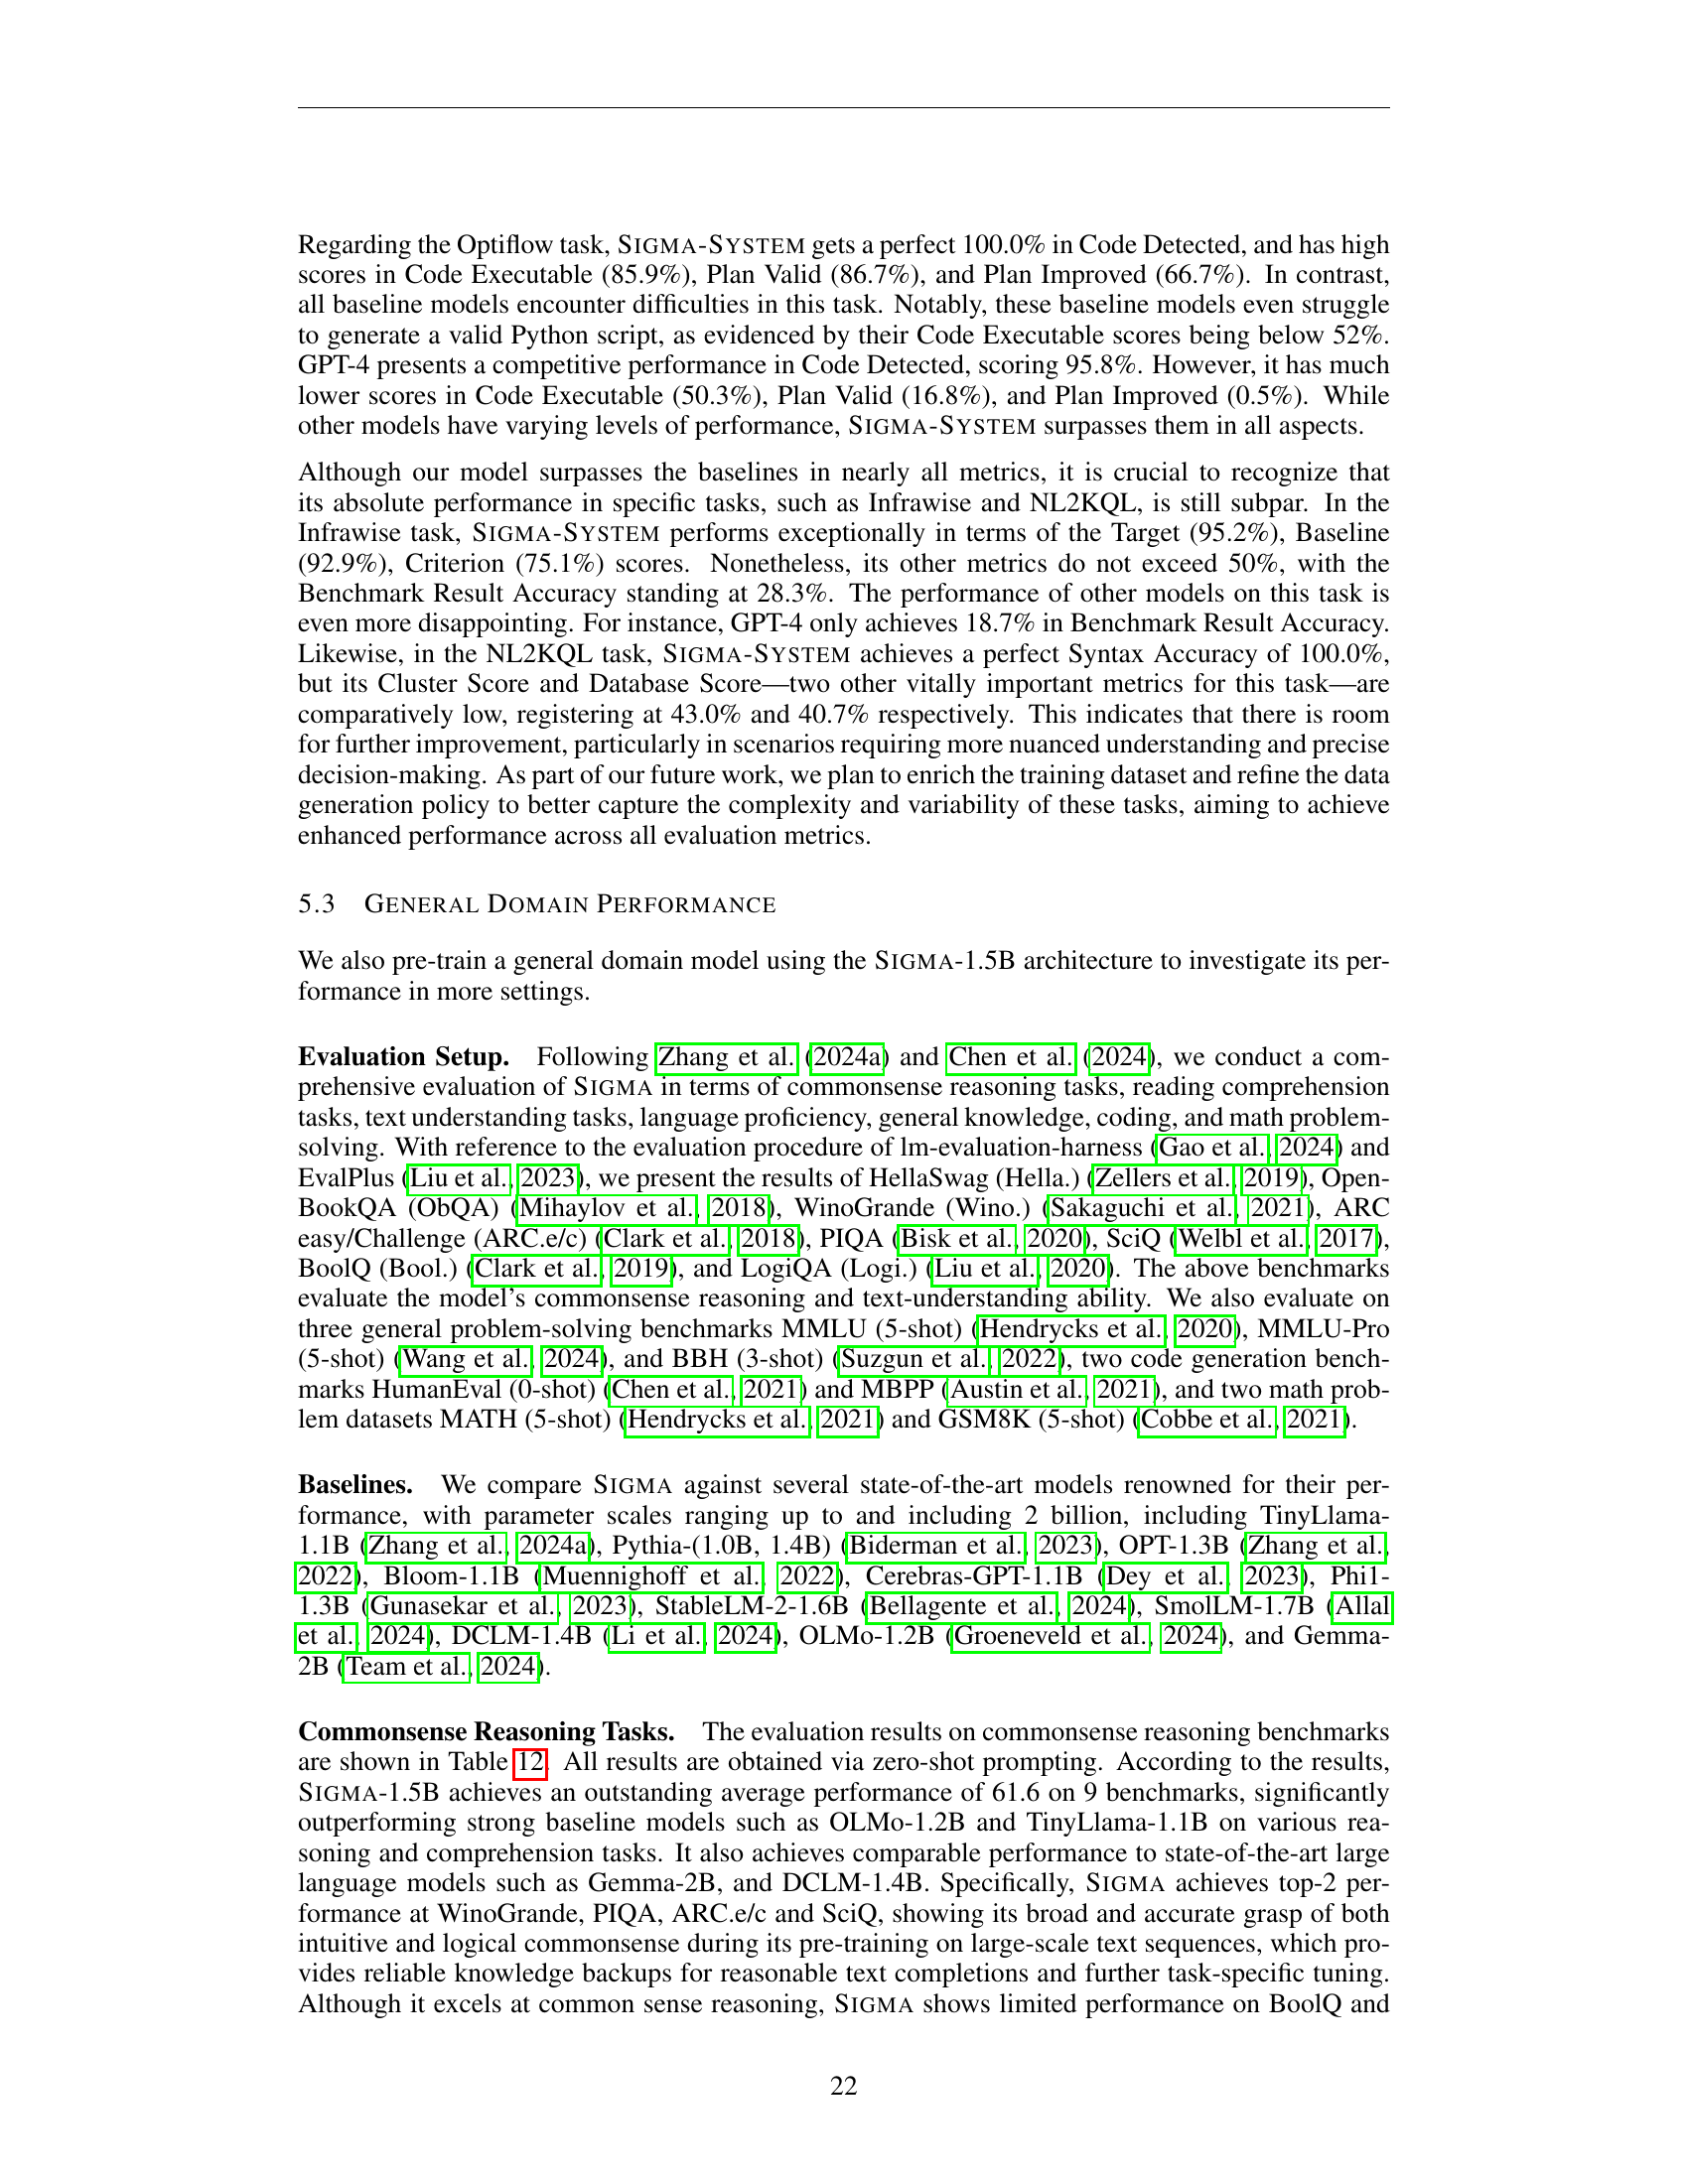 Regarding the Optiflow task, SIGMA-SYSTEM gets a perfect 100.0% in Code Detected, and has high
scores in Code Executable (85.9%), Plan Valid (86.7%), and Plan Improved (66.7%). In contrast,
all baseline models encounter difficulties in this task. Notably, these baseline models even struggle
to generate a valid Python script, as evidenced by their Code Executable scores being below 52%.
GPT-4 presents a competitive performance in Code Detected, scoring 95.8%. However, it has much
lower scores in Code Executable (50.3%), Plan Valid (16.8%), and Plan Improved (0.5%). While
other models have varying levels of performance, SIGMA-SYSTEM surpasses them in all aspects.
Although our model surpasses the baselines in nearly all metrics, it is crucial to recognize that
its absolute performance in specific tasks, such as Infrawise and NL2KQL, is still subpar. In the
Infrawise task, SIGMA-SYSTEM performs exceptionally in terms of the Target (95.2%), Baseline
(92.9%), Criterion (75.1%) scores. Nonetheless, its other metrics do not exceed 50%, with the
Benchmark Result Accuracy standing at 28.3%. The performance of other models on this task is
even more disappointing. For instance, GPT-4 only achieves 18.7% in Benchmark Result Accuracy.
Likewise, in the NL2KQL task, SIGMA-SYSTEM achieves a perfect Syntax Accuracy of 100.0%,
but its Cluster Score and Database Score—two other vitally important metrics for this task—are
comparatively low, registering at 43.0% and 40.7% respectively. This indicates that there is room
for further improvement, particularly in scenarios requiring more nuanced understanding and precise
decision-making. As part of our future work, we plan to enrich the training dataset and refine the data
generation policy to better capture the complexity and variability of these tasks, aiming to achieve
enhanced performance across all evaluation metrics.
5.3 GENERAL DOMAIN PERFORMANCE
We also pre-train a general domain model using the SIGMA-1.5B architecture to investigate its per-
formance in more settings.
Evaluation Setup. Following Zhang et al. (2024a) and Chen et al. (2024), we conduct a com-
prehensive evaluation of SIGMA in terms of commonsense reasoning tasks, reading comprehension
tasks, text understanding tasks, language proficiency, general knowledge, coding, and math problem-
solving. With reference to the evaluation procedure of lm-evaluation-harness (Gao et al., 2024) and
EvalPlus (Liu et al., 2023), we present the results of HellaSwag (Hella.) (Zellers et al., 2019), Open-
BookQA (ObQA) (Mihaylov et al., 2018), WinoGrande (Wino.) (Sakaguchi et al., 2021), ARC
easy/Challenge (ARC.e/c) (Clark et al., 2018), PIQA (Bisk et al., 2020), SciQ (Welbl et al., 2017),
BoolQ (Bool.) (Clark et al., 2019), and LogiQA (Logi.) (Liu et al., 2020). The above benchmarks
evaluate the model's commonsense reasoning and text-understanding ability. We also evaluate on
three general problem-solving benchmarks MMLU (5-shot) (Hendrycks et al., 2020), MMLU-Pro
(5-shot) (Wang et al., 2024), and BBH (3-shot) (Suzgun et al., 2022), two code generation bench-
marks HumanEval (0-shot) (Chen et al., 2021) and MBPP (Austin et al., 2021), and two math prob-
lem datasets MATH (5-shot) (Hendrycks et al., 2021) and GSM8K (5-shot) (Cobbe et al., 2021).
Baselines. We compare SIGMA against several state-of-the-art models renowned for their per-
formance, with parameter scales ranging up to and including 2 billion, including TinyLlama-
1.1B (Zhang et al., 2024a), Pythia-(1.0B, 1.4B) (Biderman et al., 2023), OPT-1.3B (Zhang et al.,
2022), Bloom-1.1B (Muennighoff et al., 2022), Cerebras-GPT-1.1B (Dey et al., 2023), Phi1-
1.3B (Gunasekar et al., 2023), StableLM-2-1.6B (Bellagente et al., 2024), SmolLM-1.7B (Allal
et al., 2024), DCLM-1.4B (Li et al., 2024), OLMo-1.2B (Groeneveld et al., 2024), and Gemma-
2B (Team et al., 2024).
Commonsense Reasoning Tasks. The evaluation results on commonsense reasoning benchmarks
are shown in Table 12. All results are obtained via zero-shot prompting. According to the results,
SIGMA-1.5B achieves an outstanding average performance of 61.6 on 9 benchmarks, significantly
outperforming strong baseline models such as OLMo-1.2B and TinyLlama-1.1B on various rea-
soning and comprehension tasks. It also achieves comparable performance to state-of-the-art large
language models such as Gemma-2B, and DCLM-1.4B. Specifically, SIGMA achieves top-2 per-
formance at WinoGrande, PIQA, ARC.e/c and SciQ, showing its broad and accurate grasp of both
intuitive and logical commonsense during its pre-training on large-scale text sequences, which pro-
vides reliable knowledge backups for reasonable text completions and further task-specific tuning.
Although it excels at common sense reasoning, SIGMA shows limited performance on BoolQ and
22